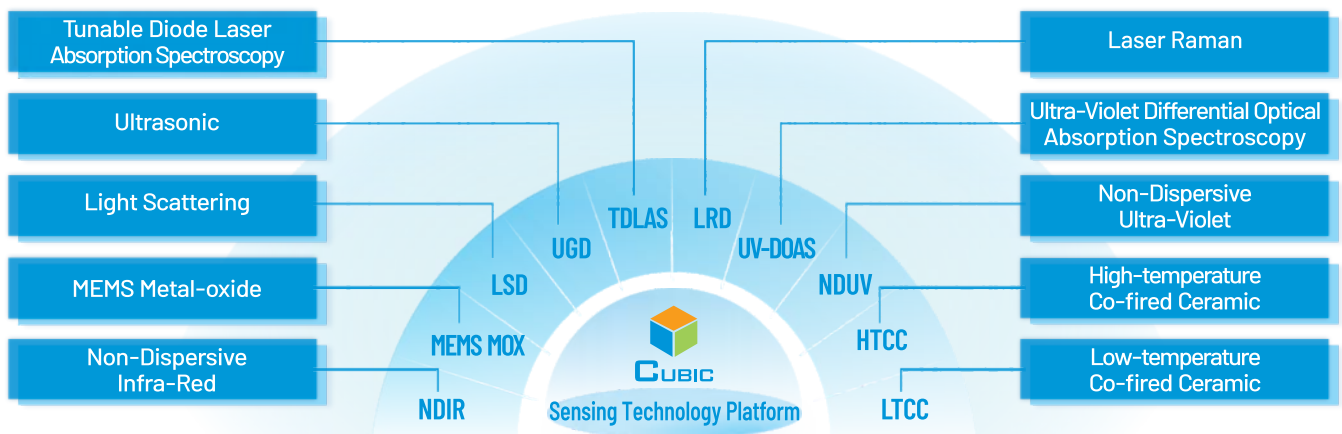 Tunable Diode Laser
Absorption Spectroscopy
Ultrasonic
Light Scattering
MEMS Metal-oxide
Non-Dispersive
Infra-Red
Laser Raman
Ultra-Violet Differential Optical
Absorption Spectroscopy
Non-Dispersive
Ultra-Violet
High-temperature
Co-fired Ceramic
Low-temperature
Co-fired Ceramic
NDIR
MEMS MOX
LSD
UGD
TDLAS
LRD
UV-DOAS
NDUV
HTCC
LTCC
CUBIC
Sensing Technology Platform